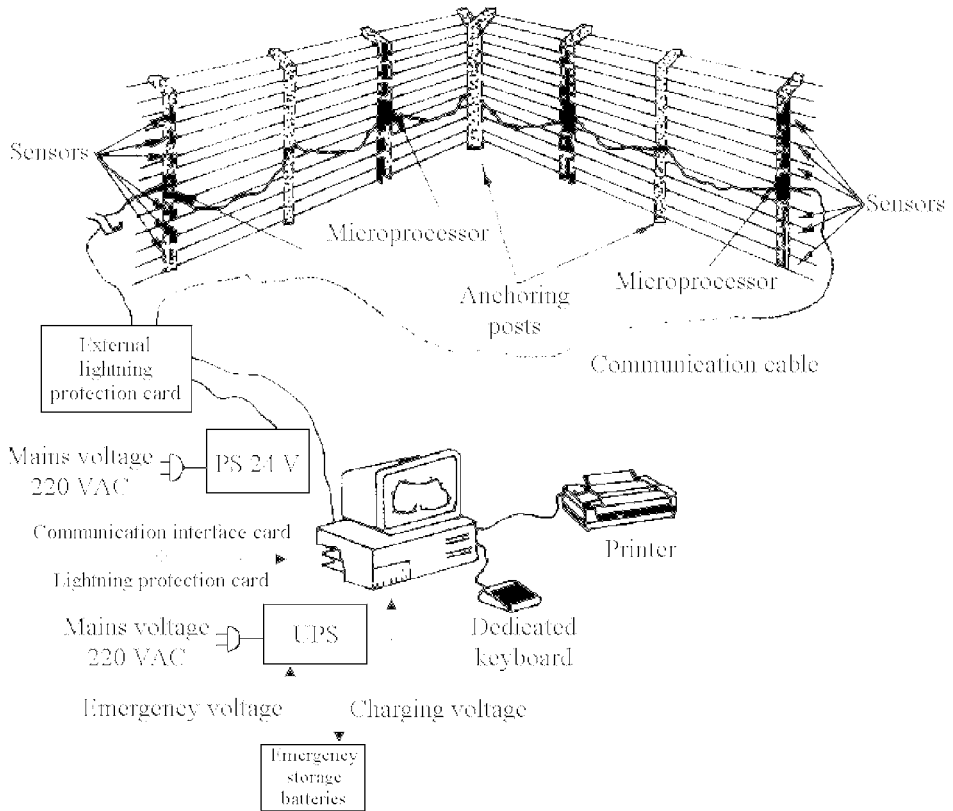 Sensors
Microprocessor
Sensors
Microprocessor
Anchoring
posts
External
lightning
protection card
Communication cable
Mains voltage
220 VAC
PS 24 V
Communication interface card
+
Lightning protection card
Printer
Mains voltage
220 VAC
UPS
Dedicated
keyboard
Emergency voltage
Charging voltage
Emergency
storage
batteries